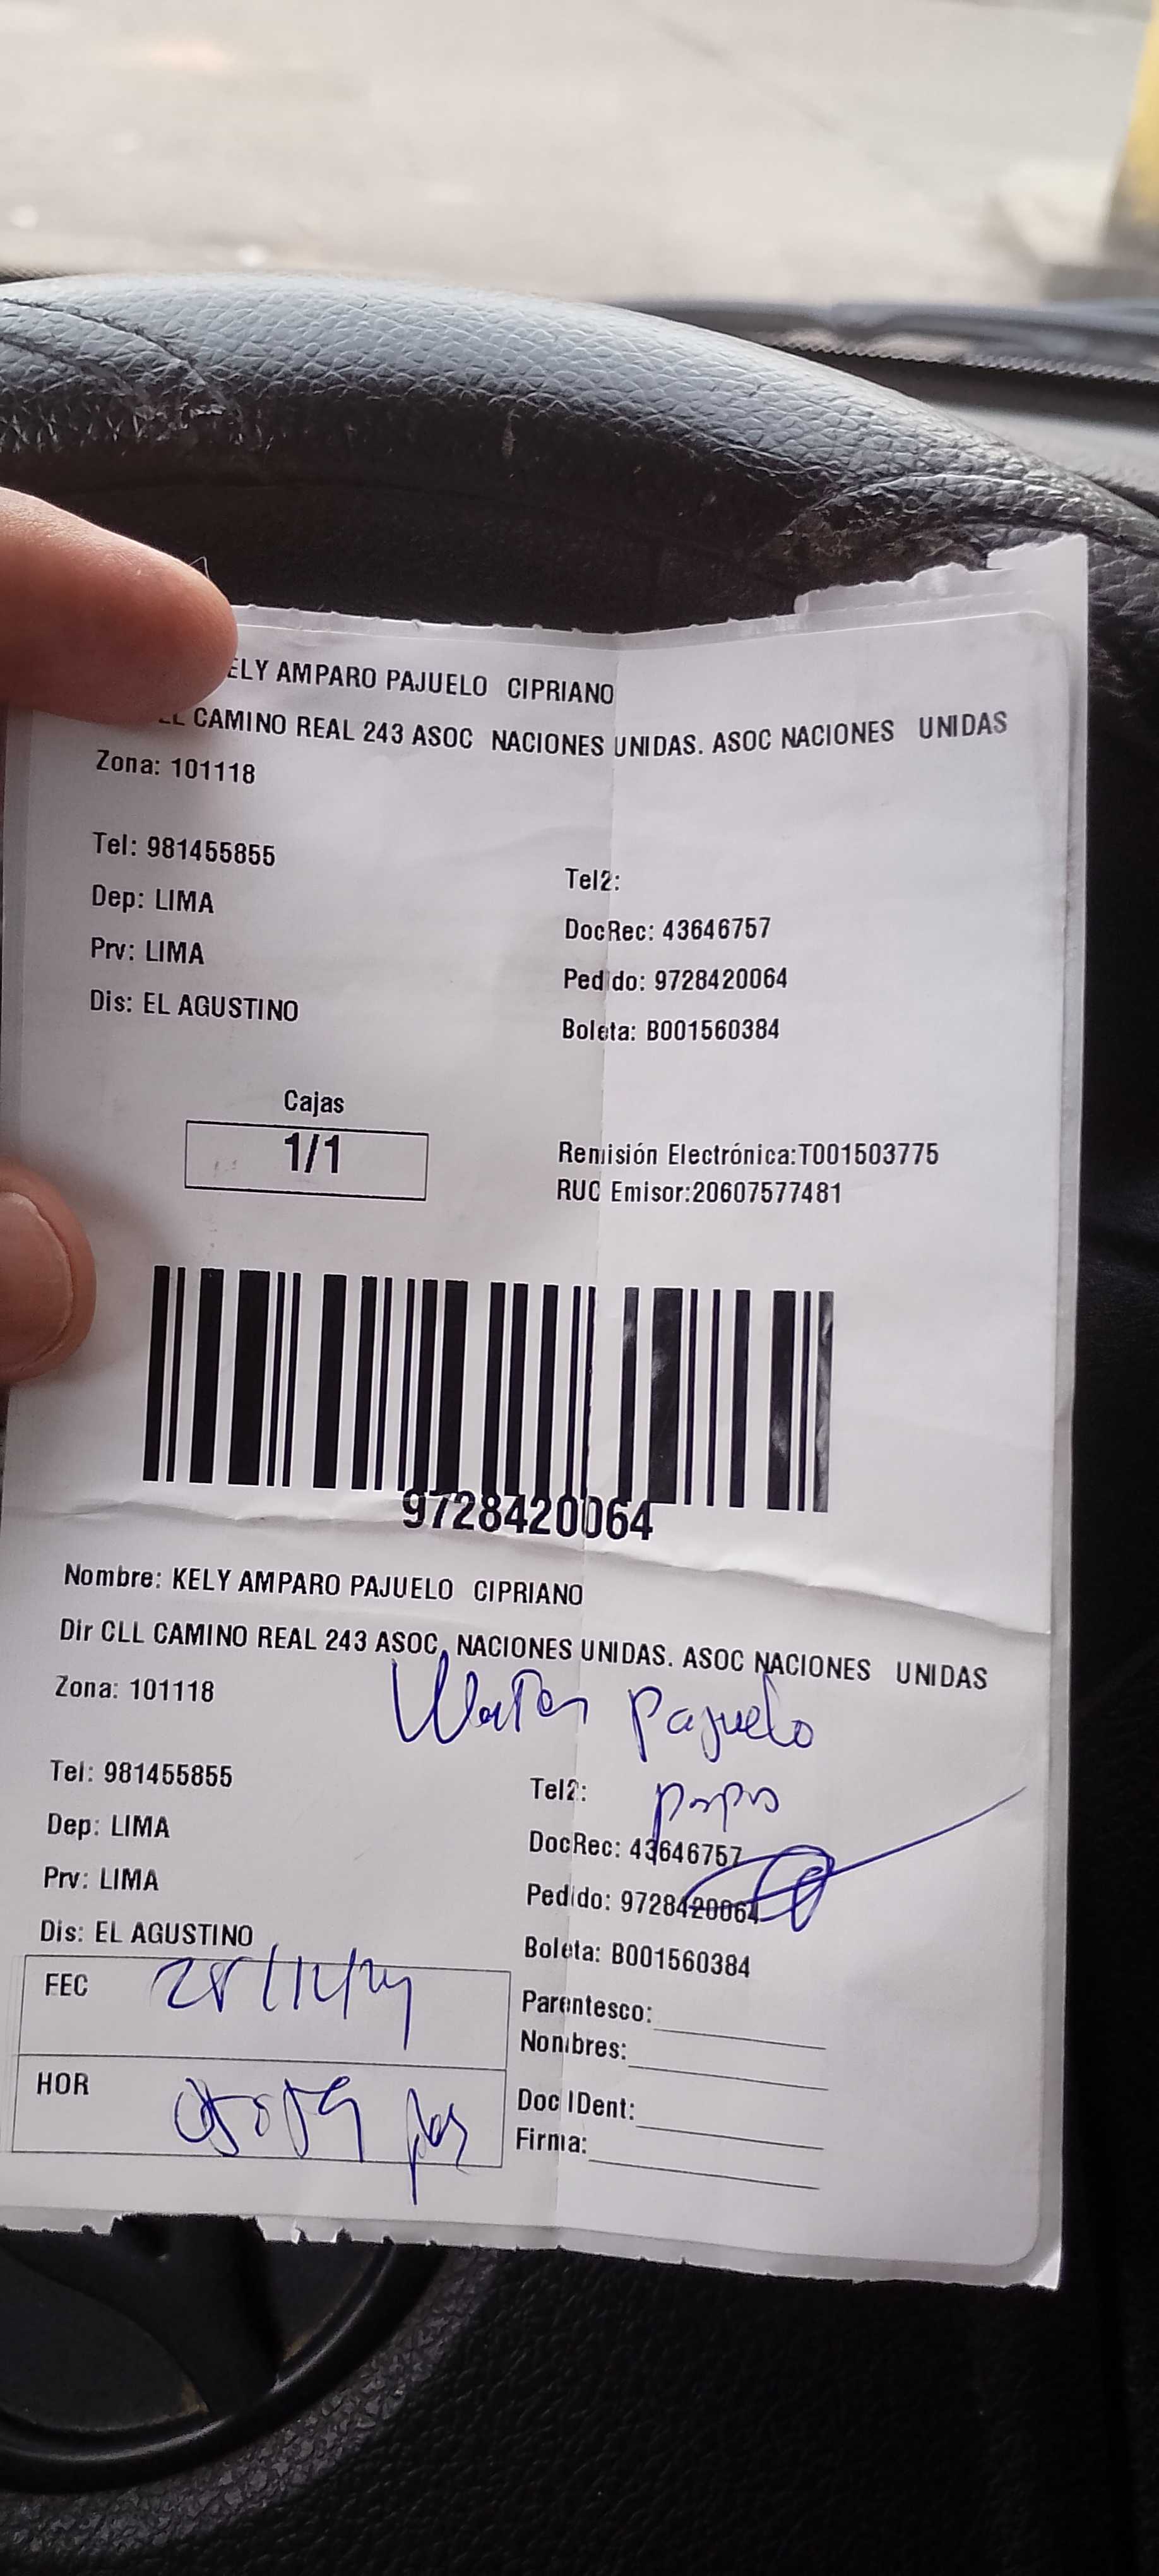 ELY AMPARO PAJUELO CIPRIANO
CAMINO REAL 243 ASOC NACIONES UNIDAS. ASOC NACIONES UNIDAS
Zona: 101118
Tel: 981455855
Tel2:
Dep: LIMA
DocRec: 43646757
Prv: LIMA
Pedido: 9728420064
Dis: EL AGUSTINO
Boleta: B001560384
Cajas
1/1
Remisión Electrónica:T001503775
RUC Emisor:20607577481
9728420064
Nombre: KELY AMPARO PAJUELO CIPRIANO
Dir CLL CAMINO REAL 243 ASOC NACIONES UNIDAS. ASOC NACIONES UNIDAS
Zona: 101118
Pajuelo
Tel: 981455855
Tel2:
Dep: LIMA
DocRec: 43646757
Prv: LIMA
Pedido: 9728420064
Dis: EL AGUSTINO
Boleta: B001560384
FEC
Parentesco:
Nombres:
HOR
Doc IDent:
Firma: